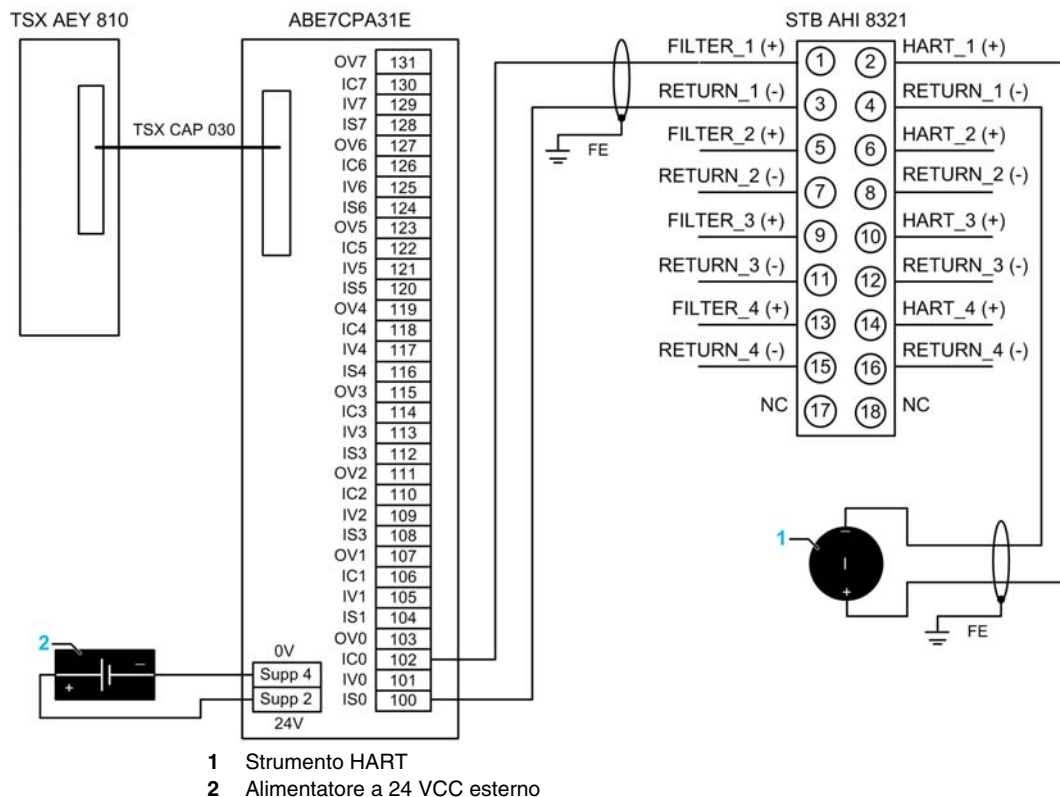 TSX AEY 810
ABE7CPA31E
STB AHI 8321
TSX CAP 030
OV7 131
IC7 130
IV7 129
IS7 128
OV6 127
IC6 126
IV6 125
IS6 124
OV5 123
IC5 122
IV5 121
IS5 120
OV4 119
IC4 118
IV4 117
IS4 116
OV3 115
IC3 114
IV3 113
IS3 112
OV2 111
IC2 110
IV2 109
IS3 108
OV1 107
IC1 106
IV1 105
IS1 104
OV0 103
IC0 102
IV0 101
IS0 100
0V
Supp 4
Supp 2
24V
2
+ −
FE
FILTER_1 (+) 1 2 HART_1 (+)
RETURN_1 (-) 3 4 RETURN_1 (-)
FILTER_2 (+) 5 6 HART_2 (+)
RETURN_2 (-) 7 8 RETURN_2 (-)
FILTER_3 (+) 9 10 HART_3 (+)
RETURN_3 (-) 11 12 RETURN_3 (-)
FILTER_4 (+) 13 14 HART_4 (+)
RETURN_4 (-) 15 16 RETURN_4 (-)
NC 17 18 NC
1
−
I
+
FE
1 Strumento HART
2 Alimentatore a 24 VCC esterno